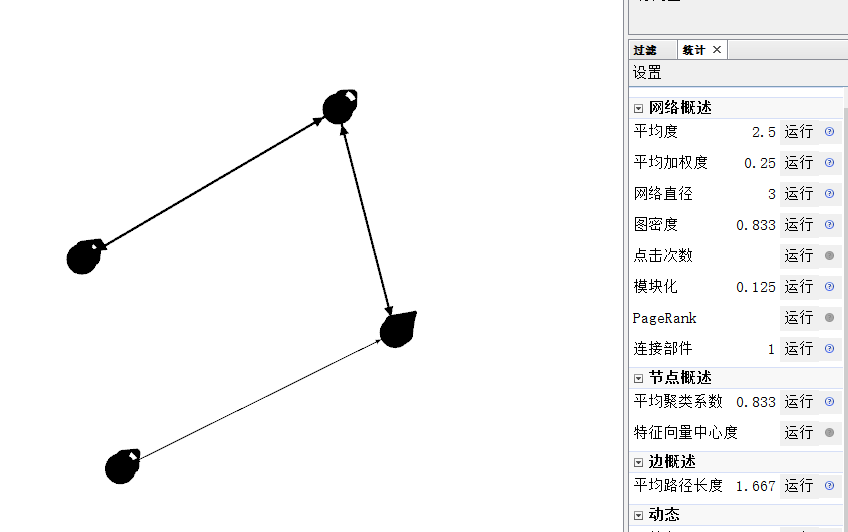 过滤 统计 ×
设置
网络概述
平均度 2.5 运行
平均加权度 0.25 运行
网络直径 3 运行
图密度 0.833 运行
点击次数 运行
模块化 0.125 运行
PageRank 运行
连接部件 1 运行
节点概述
平均聚类系数 0.833 运行
特征向量中心度 运行
边概述
平均路径长度 1.667 运行
动态